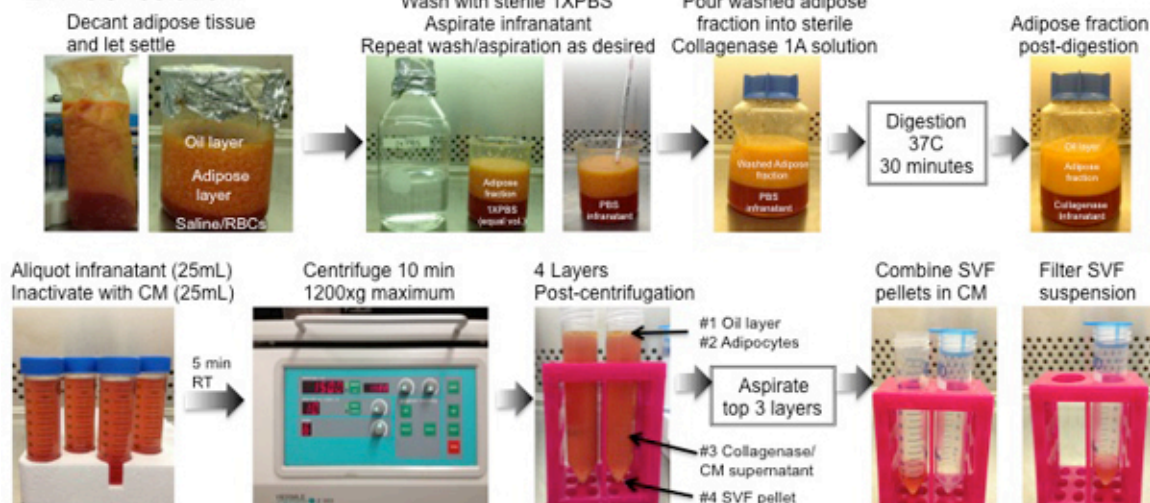 Decant adipose tissue
and let settle
Oil layer
Adipose
layer
Saline/RBCs
Wash with sterile 1XPBS
Aspirate infranatant
Repeat wash/aspiration as desired
Adipose
fraction
1XPBS
(equal vol.)
PBS
infranatant
Pour washed adipose
fraction into sterile
Collagenase 1A solution
Washed Adipose
fraction
PBS
infranatant
Digestion
37C
30 minutes
Adipose fraction
post-digestion
Oil layer
Adipose
fraction
Collagenase
Infranatant
Aliquot infranatant (25mL)
Inactivate with CM (25mL)
5 min
RT
Centrifuge 10 min
1200xg maximum
4 Layers
Post-centrifugation
#1 Oil layer
#2 Adipocytes
#3 Collagenase/
CM supernatant
#4 SVF pellet
Aspirate
top 3 layers
Combine SVF
pellets in CM
Filter SVF
suspension